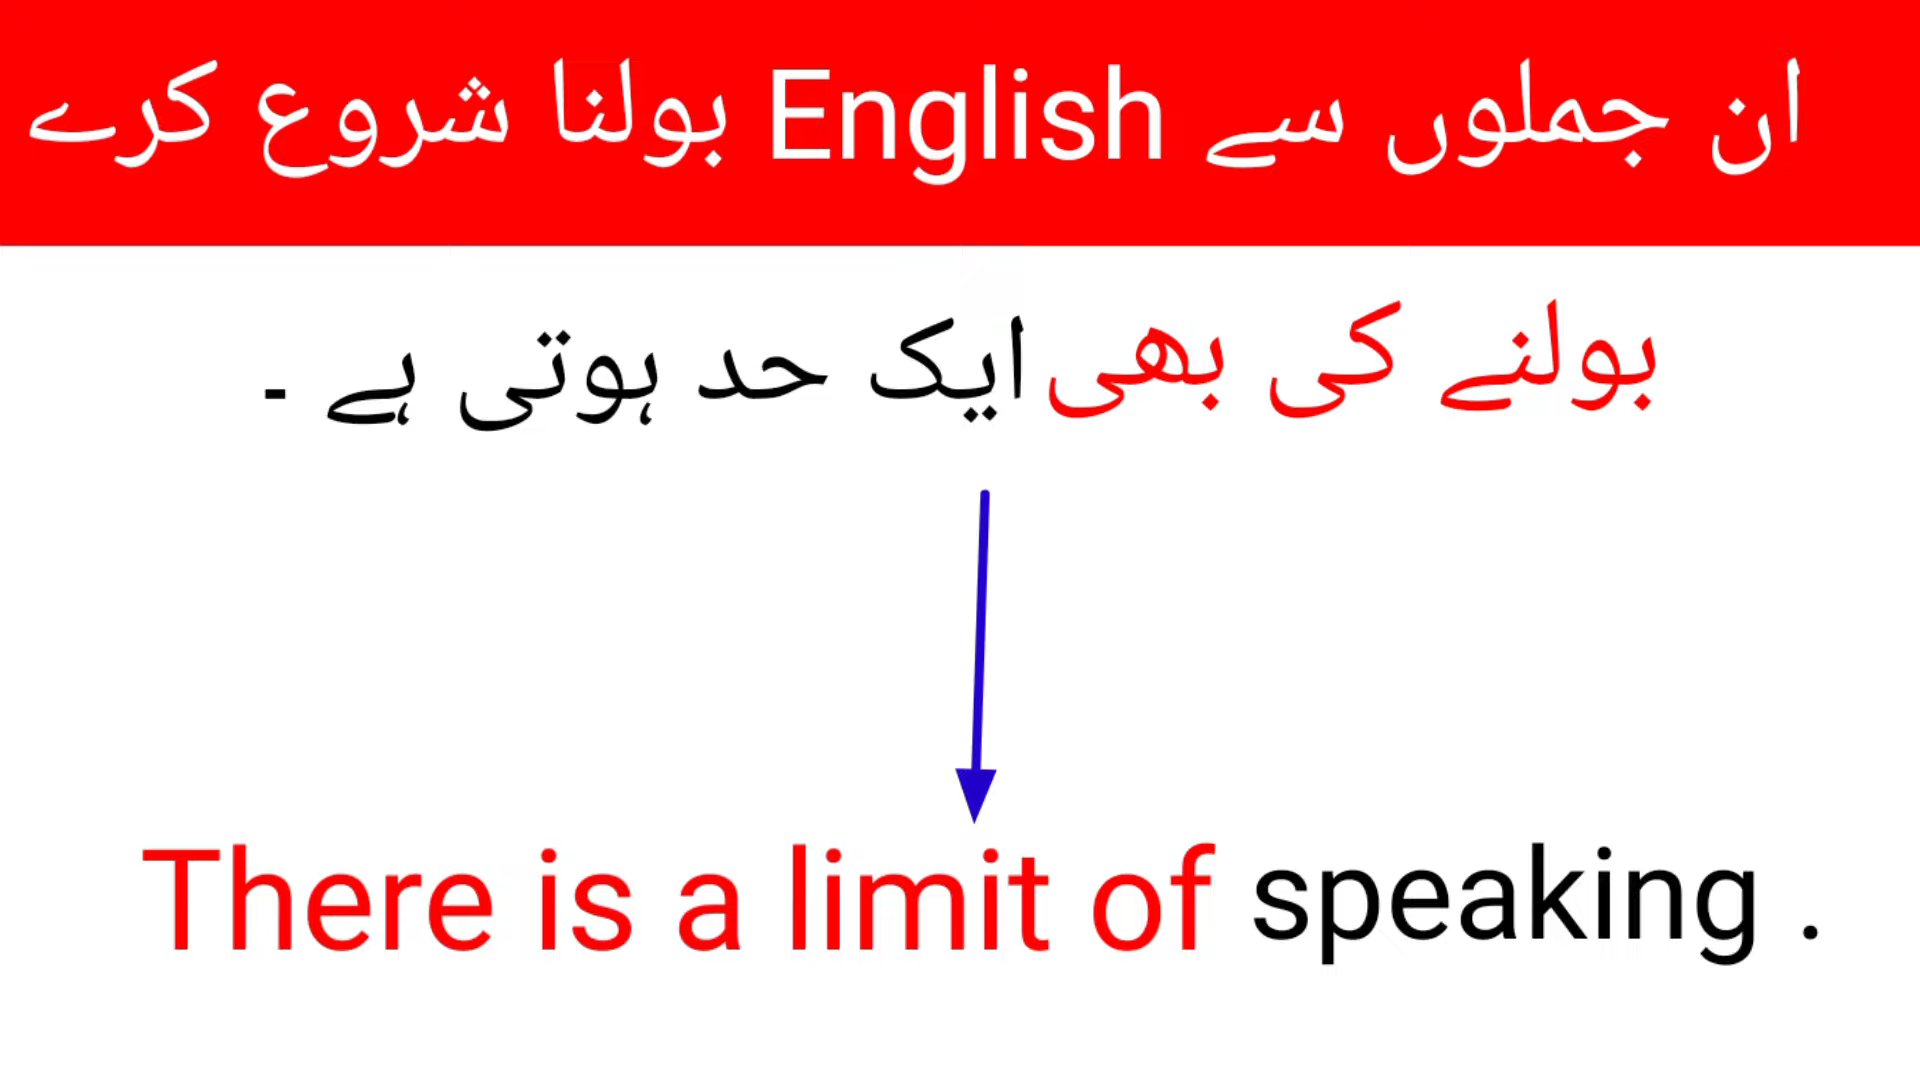 ان جملوں سے English بولنا شروع کرے
بولنے کی بھی ایک حد ہوتی ہے ۔
There is a limit of speaking .